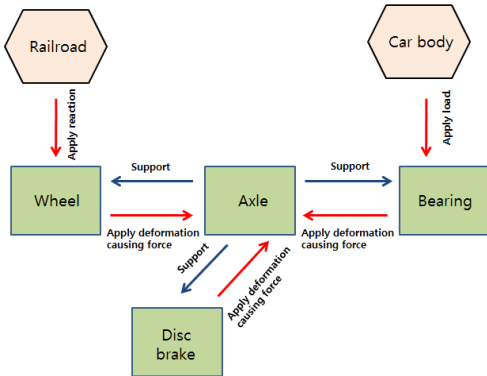 Railroad
Car body
Apply reaction
Apply load
Support
Support
Wheel
Axle
Bearing
Apply deformation
causing force
Apply deformation
causing force
Support
Apply deformation
causing force
Disc
brake